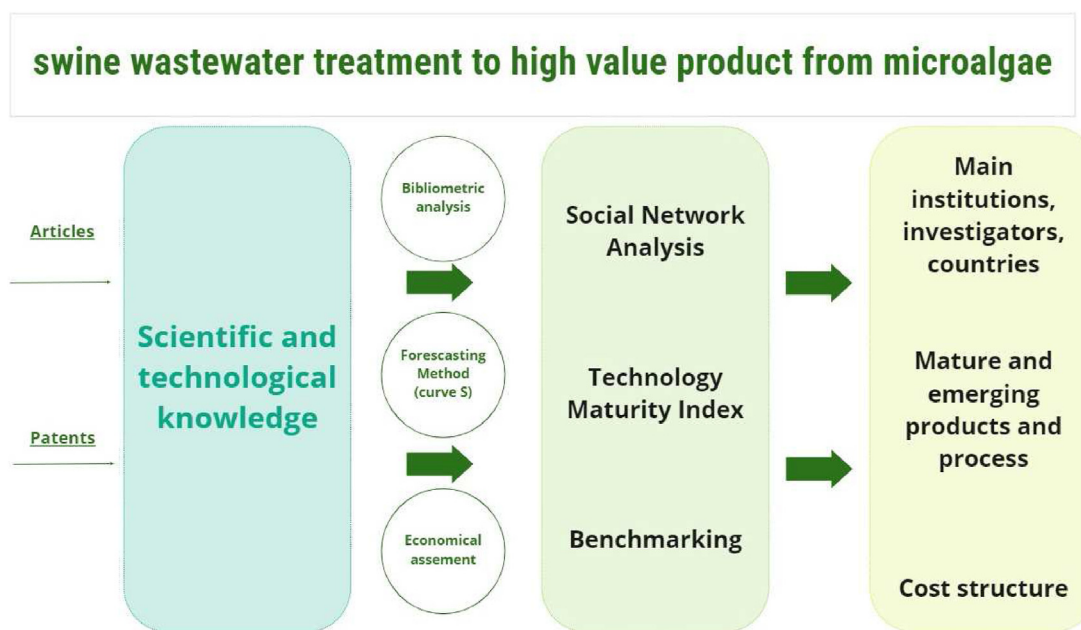 swine wastewater treatment to high value product from microalgae
Articles
Patents
Scientific and
technological
knowledge
Bibliometric
analysis
Forescasting
Method
(curve S)
Economical
assement
Social Network
Analysis
Technology
Maturity Index
Benchmarking
Main
institutions,
investigators,
countries
Mature and
emerging
products and
process
Cost structure